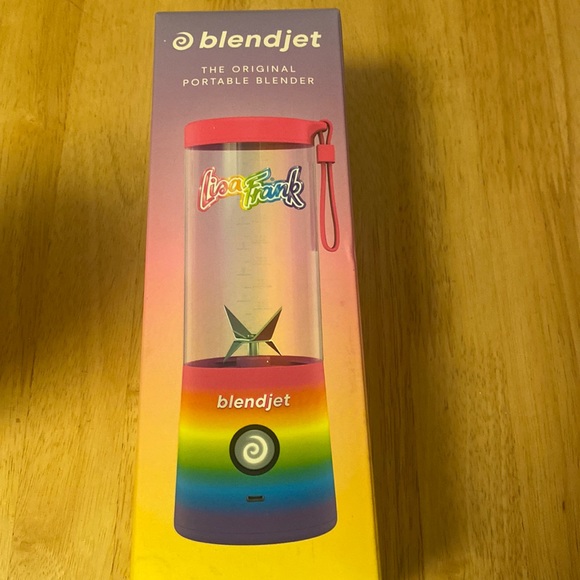 blendjet
THE ORIGINAL
PORTABLE BLENDER
Lisa Frank
blendjet